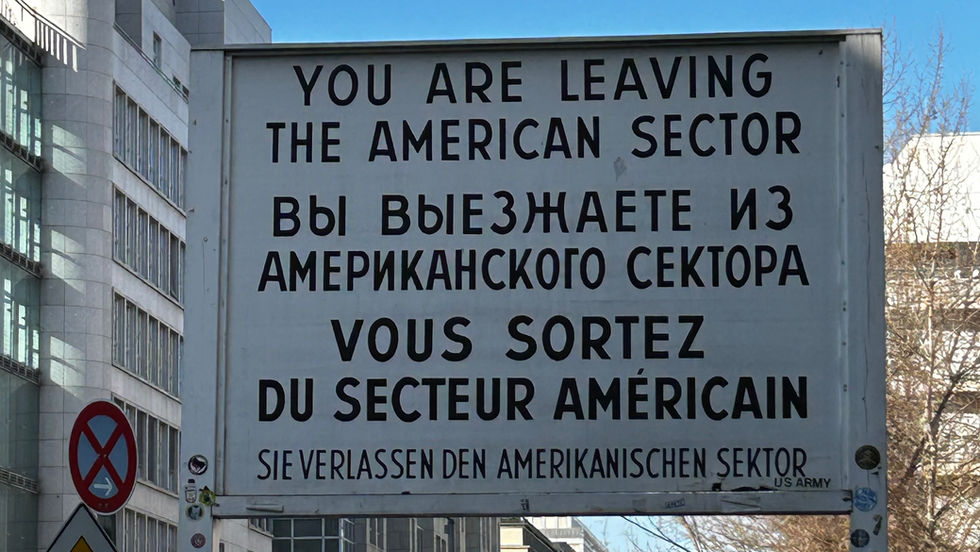 YOU ARE LEAVING
THE AMERICAN SECTOR
ВЫ ВЫЕЗЖАЕТЕ ИЗ
АМЕРИКАНСКОГО СЕКТОРА
VOUS SORTEZ
DU SECTEUR AMÉRICAIN
SIE VERLASSEN DEN AMERIKANISCHEN SEKTOR
US ARMY